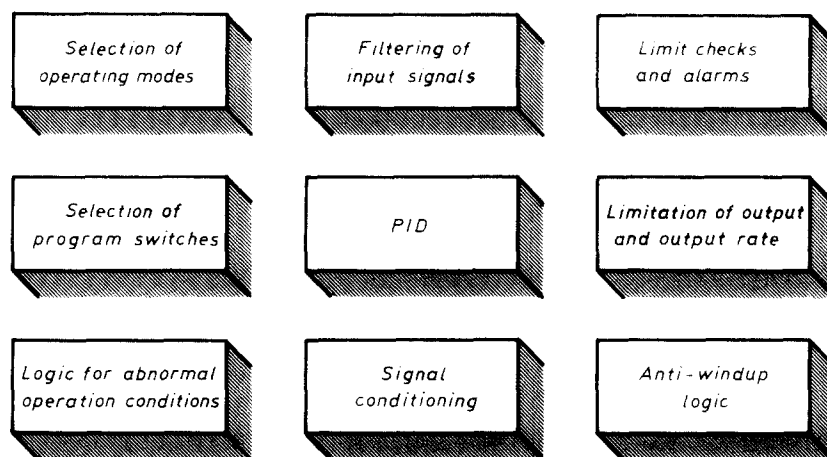 Selection of
operating modes
Filtering of
input signals
Limit checks
and alarms
Selection of
program switches
PID
Limitation of output
and output rate
Logic for abnormal
operation conditions
Signal
conditioning
Anti-windup
logic